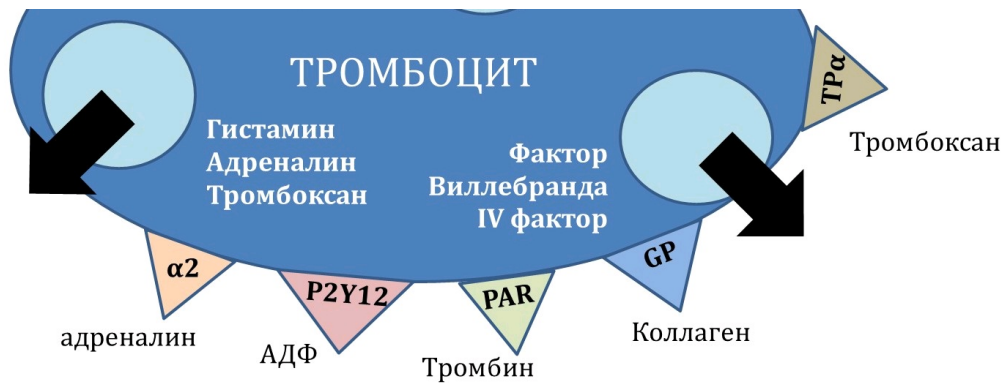 ТРОМБОЦИТ
Гистамин
Адреналин
Тромбоксан
Фактор
Виллебранда
IV фактор
TPα
Тромбоксан
α2
адреналин
P2Y12
АДФ
PAR
Тромбин
GP
Коллаген